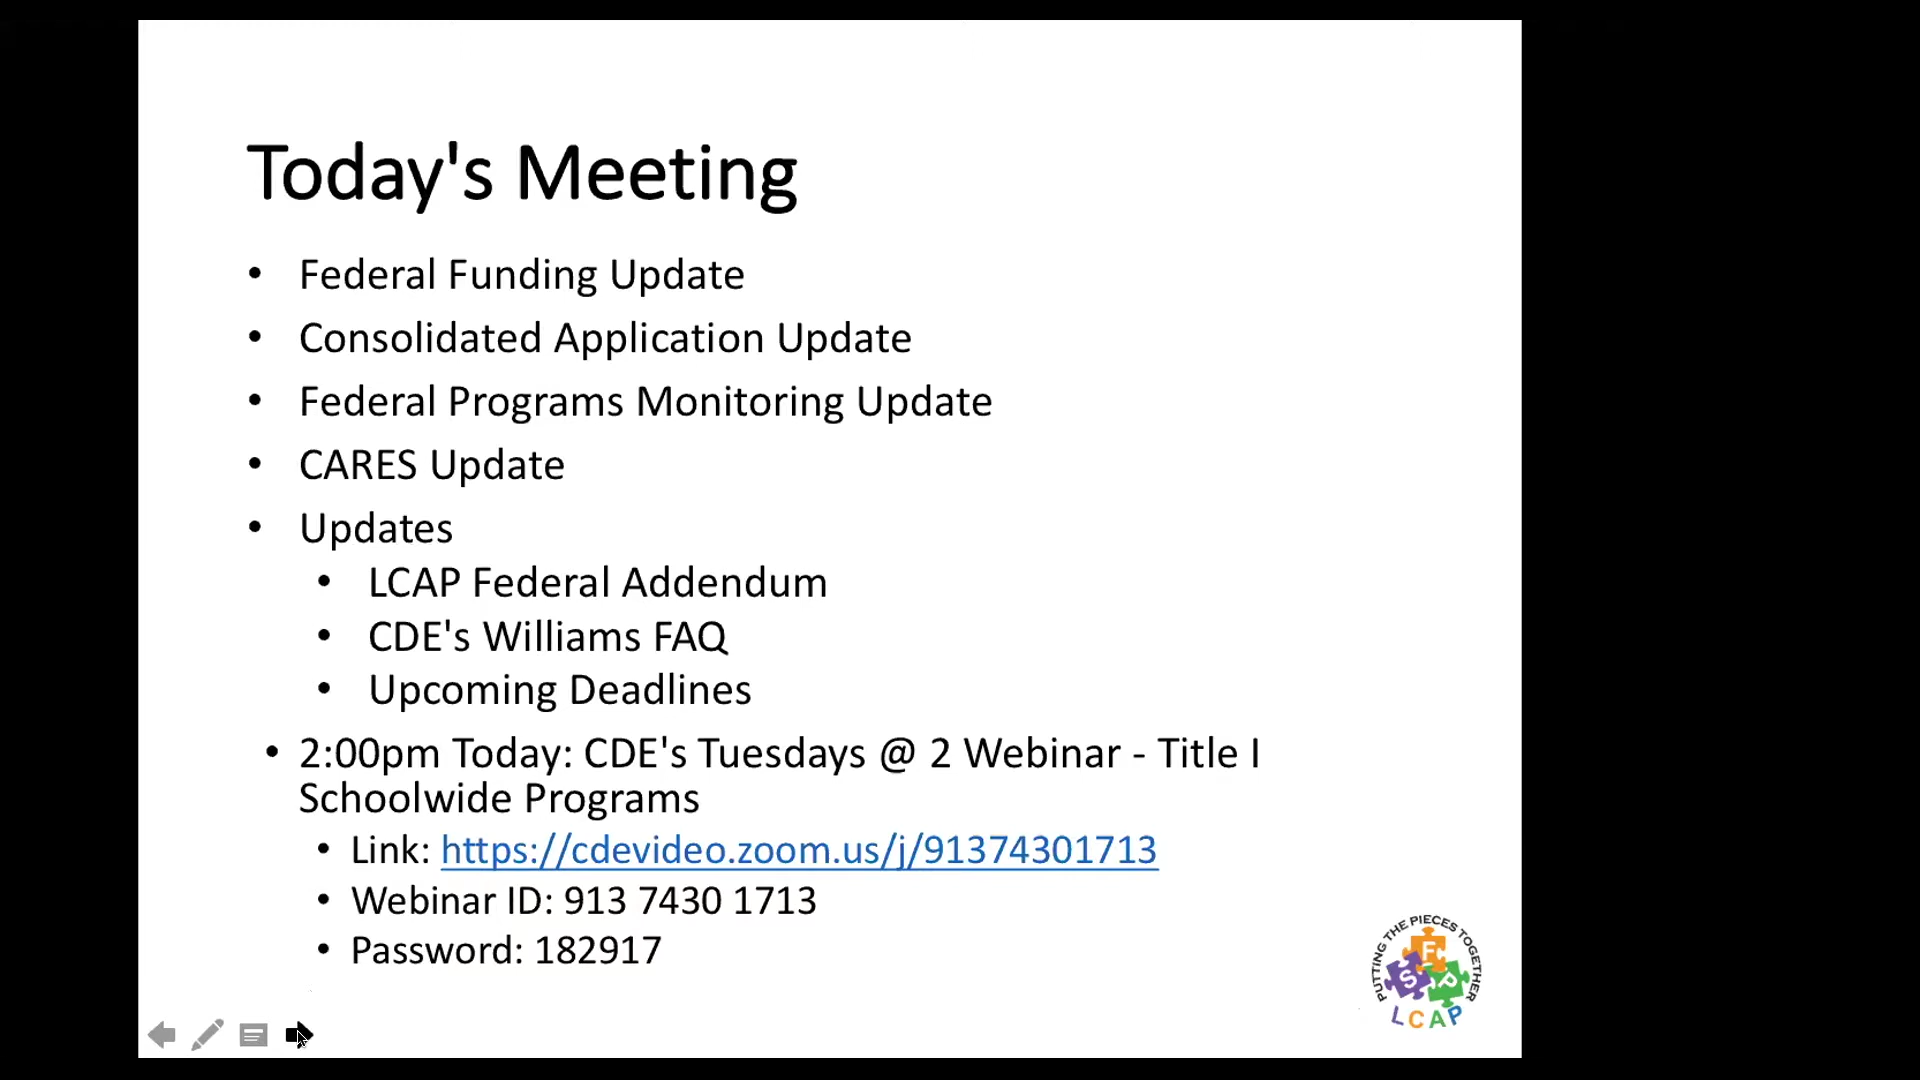 Today's Meeting
• Federal Funding Update
• Consolidated Application Update
• Federal Programs Monitoring Update
• CARES Update
• Updates
• LCAP Federal Addendum
• CDE's Williams FAQ
• Upcoming Deadlines
• 2:00pm Today: CDE's Tuesdays @ 2 Webinar - Title I
Schoolwide Programs
• Link: https://cdevideo.zoom.us/j/91374301713
• Webinar ID: 913 7430 1713
• Password: 182917
PUTTING THE PIECES TOGETHER
F
S P
LCAP